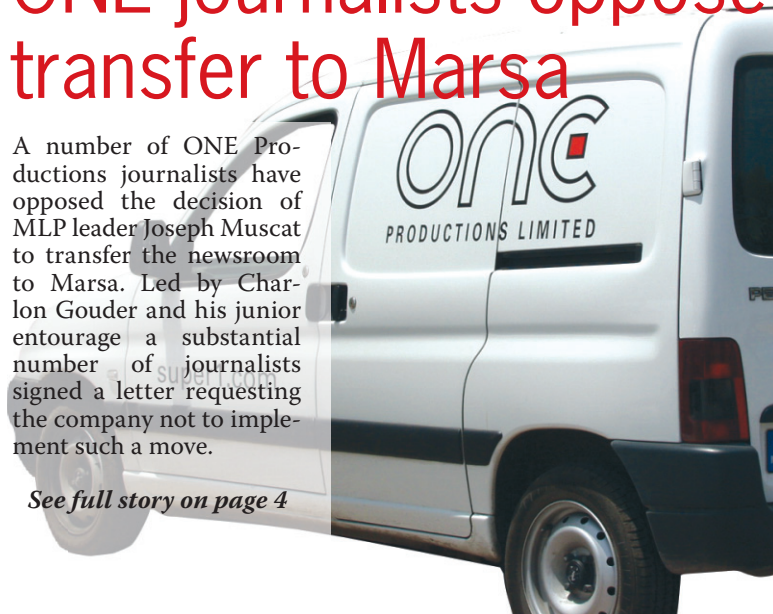 ONE journalists oppose
transfer to Marsa
A number of ONE Pro-
ductions journalists have
opposed the decision of
MLP leader Joseph Muscat
to transfer the newsroom
to Marsa. Led by Char-
lon Gouder and his junior
entourage a substantial
number of journalists
signed a letter requesting
the company not to imple-
ment such a move.
See full story on page 4
one
PRODUCTIONS LIMITED
super1.com